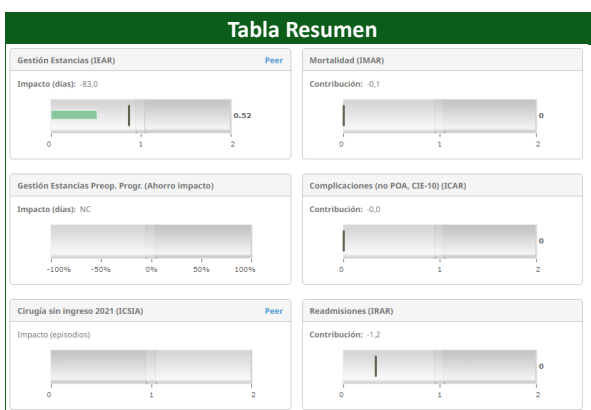 Tabla Resumen
Gestión Estancias (IEAR) Peer
Impacto (días): -83,0
0.52
0 1 2
Mortalidad (IMAR)
Contribución: -0,1
0
0 1 2
Gestión Estancias Preop. Progr. (Ahorro impacto)
Impacto (días): NC
-100% -50% 0% 50% 100%
Complicaciones (no POA, CIE-10) (ICAR)
Contribución: -0,0
0
0 1 2
Cirugía sin ingreso 2021 (ICSIA) Peer
Impacto (episodios)
0 1 2
Readmisiones (IRAR)
Contribución: -1,2
0
0 1 2